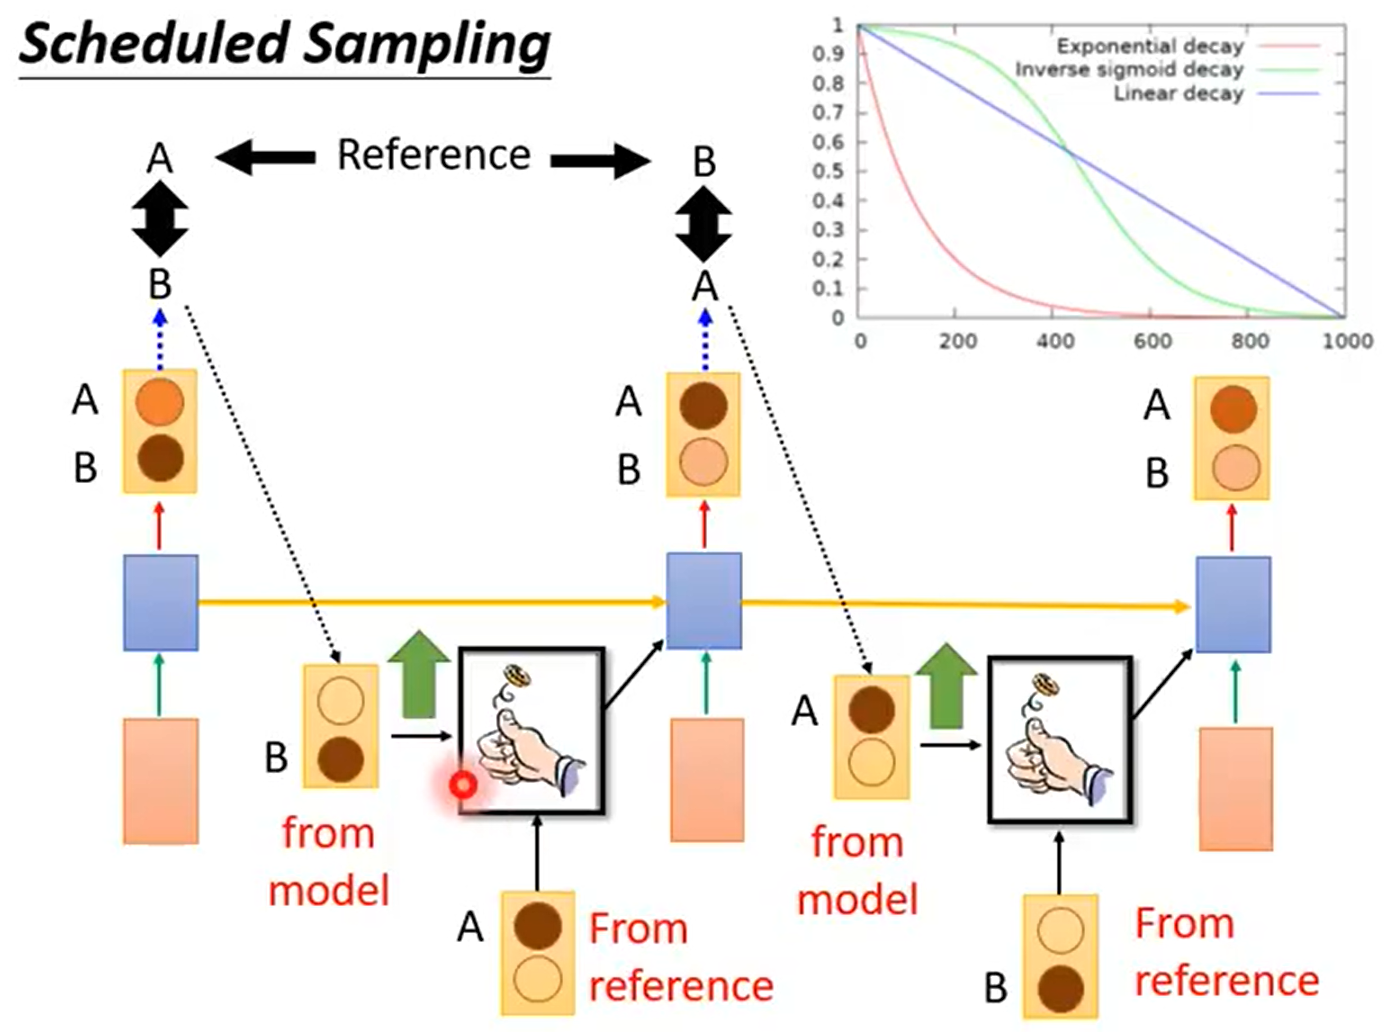 Scheduled Sampling
1
0.9
0.8
0.7
0.6
0.5
0.4
0.3
0.2
0.1
0
Exponential decay
Inverse sigmoid decay
Linear decay
0 200 400 600 800 1000
A Reference B
B A
A A A
B B B
B A
from
model
from
model
A From
reference
B From
reference